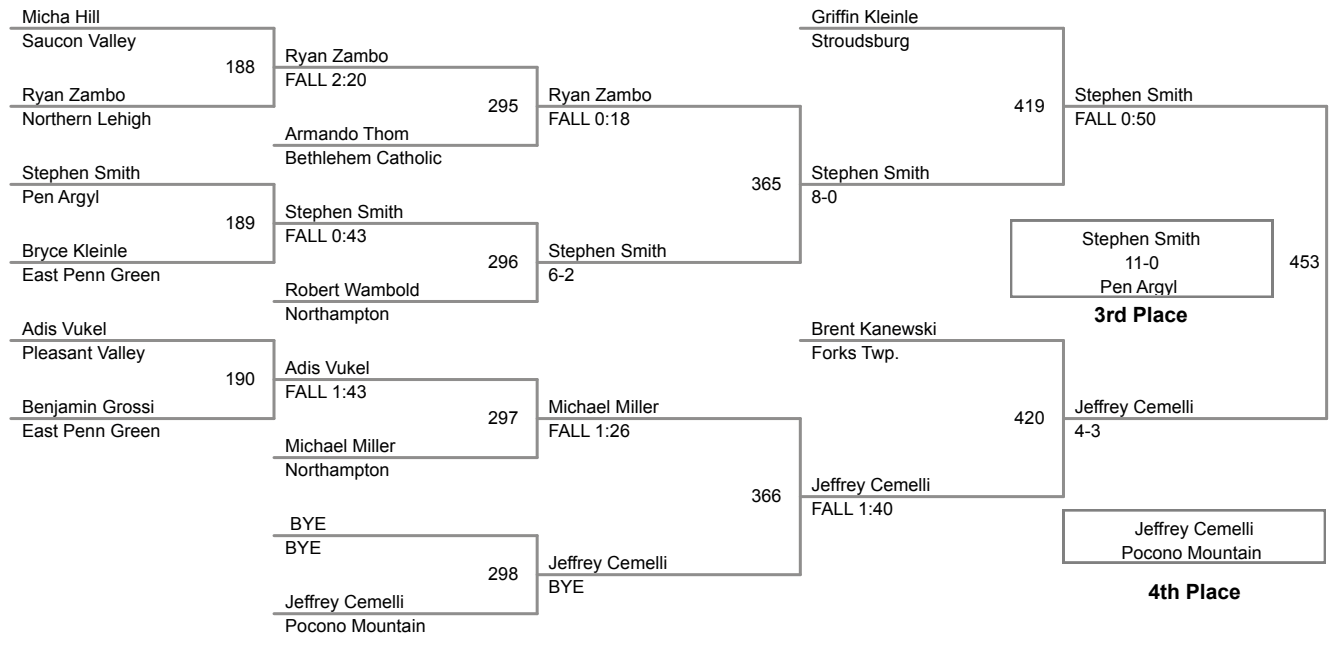 Micha Hill
Saucon Valley
188
Ryan Zambo
Northern Lehigh
Stephen Smith
Pen Argyl
189
Bryce Kleinle
East Penn Green
Adis Vukel
Pleasant Valley
190
Benjamin Grossi
East Penn Green
Ryan Zambo
FALL 2:20
295
Armando Thom
Bethlehem Catholic
Stephen Smith
FALL 0:43
296
Robert Wambold
Northampton
Adis Vukel
FALL 1:43
297
Michael Miller
Northampton
BYE
BYE
298
Jeffrey Cemelli
Pocono Mountain
Ryan Zambo
FALL 0:18
365
Stephen Smith
6-2
Michael Miller
FALL 1:26
366
Jeffrey Cemelli
BYE
Griffin Kleinle
Stroudsburg
419
Stephen Smith
8-0
Brent Kanewski
Forks Twp.
420
Jeffrey Cemelli
FALL 1:40
Stephen Smith
FALL 0:50
453
Jeffrey Cemelli
4-3
Stephen Smith
11-0
Pen Argyl
3rd Place
Jeffrey Cemelli
Pocono Mountain
4th Place